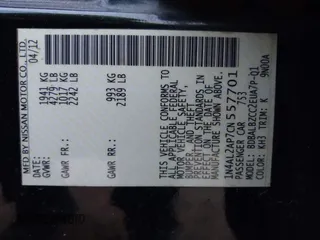 MFD BY NISSAN MOTOR CO., LTD.
04/12
GVWR: 1941 KG
4279 LB
GAWR FR: 1017 KG
2242 LB
GAWR RR: 993 KG
2189 LB
THIS VEHICLE CONFORMS TO
ALL APPLICABLE FEDERAL
MOTOR VEHICLE SAFETY,
BUMPER, AND THEFT
PREVENTION STANDARDS IN
EFFECT ON THE DATE OF
MANUFACTURE SHOWN ABOVE.
1N4AL2AP7CN557701
PASSENGER CAR
MODEL:
COLOR: KH3 TRIM: K